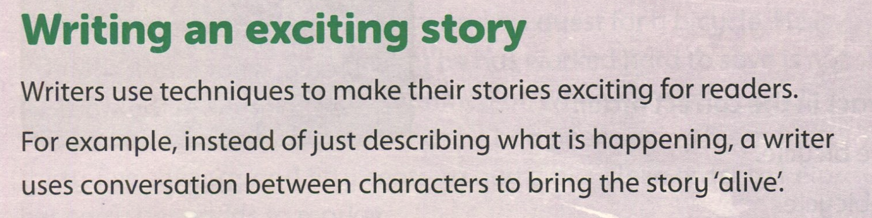 Writing an exciting story
Writers use techniques to make their stories exciting for readers.
For example, instead of just describing what is happening, a writer
uses conversation between characters to bring the story ‘alive’.